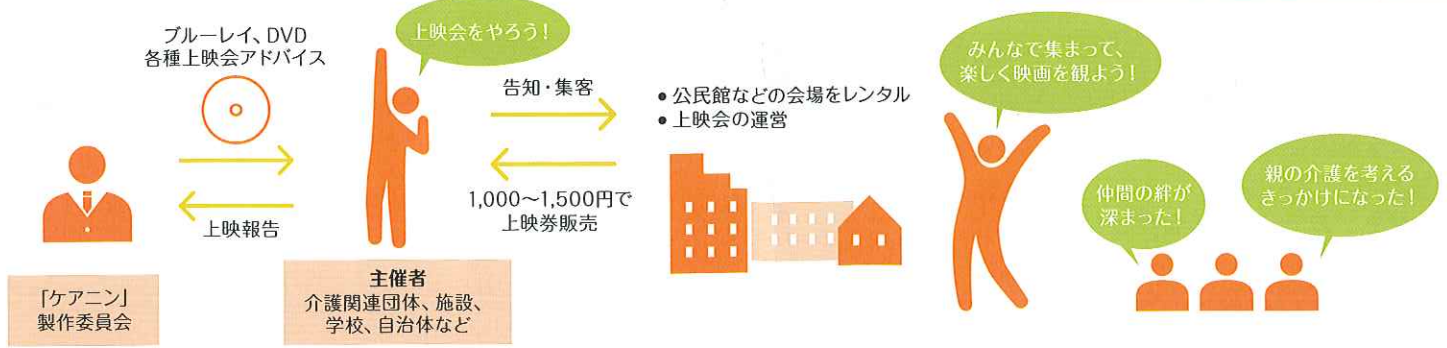 ブルーレイ、DVD
各種上映会アドバイス
上映会をやろう！
告知・集客
• 公民館などの会場をレンタル
• 上映会の運営
みんなで集まって、
楽しく映画を観よう！
上映報告
1,000〜1,500円で
上映券販売
仲間の絆が
深まった！
親の介護を考える
きっかけになった！
「ケアニン」
製作委員会
主催者
介護関連団体、施設、
学校、自治体など